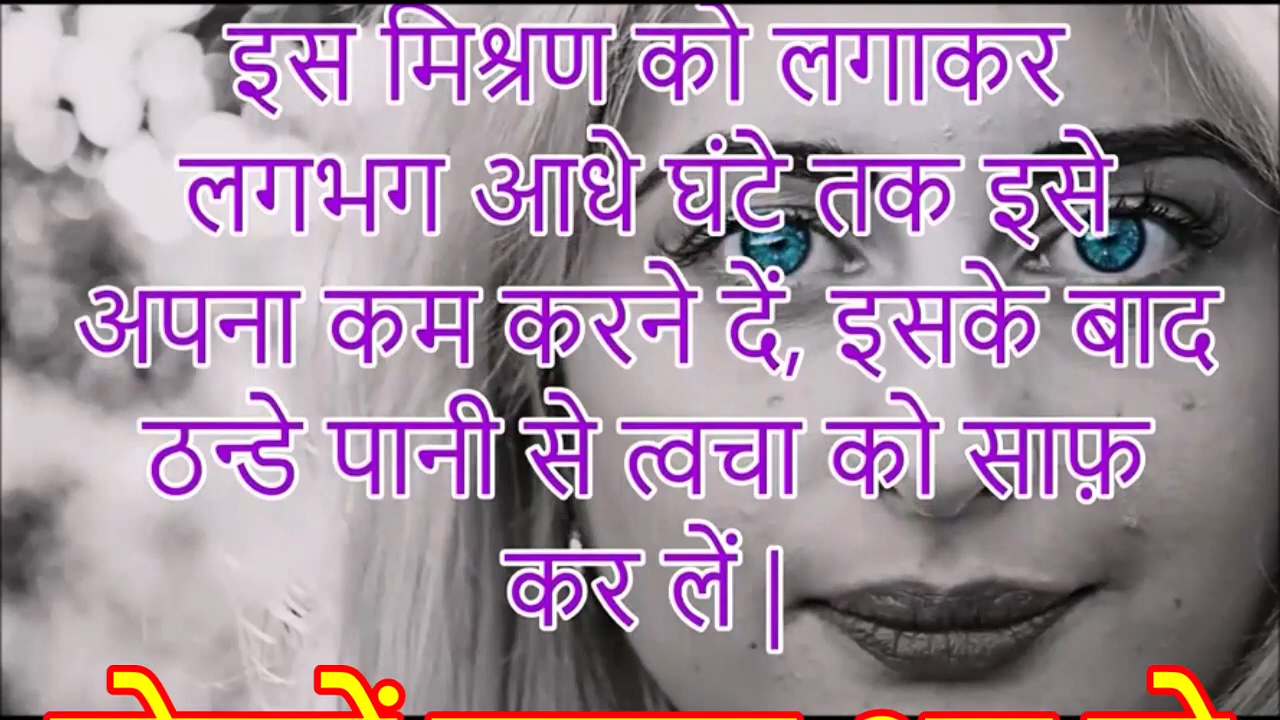 इस मिश्रण को लगाकर
लगभग आधे घंटे तक इसे
अपना कम करने दें, इसके बाद
ठन्डे पानी से त्वचा को साफ़
कर लें |